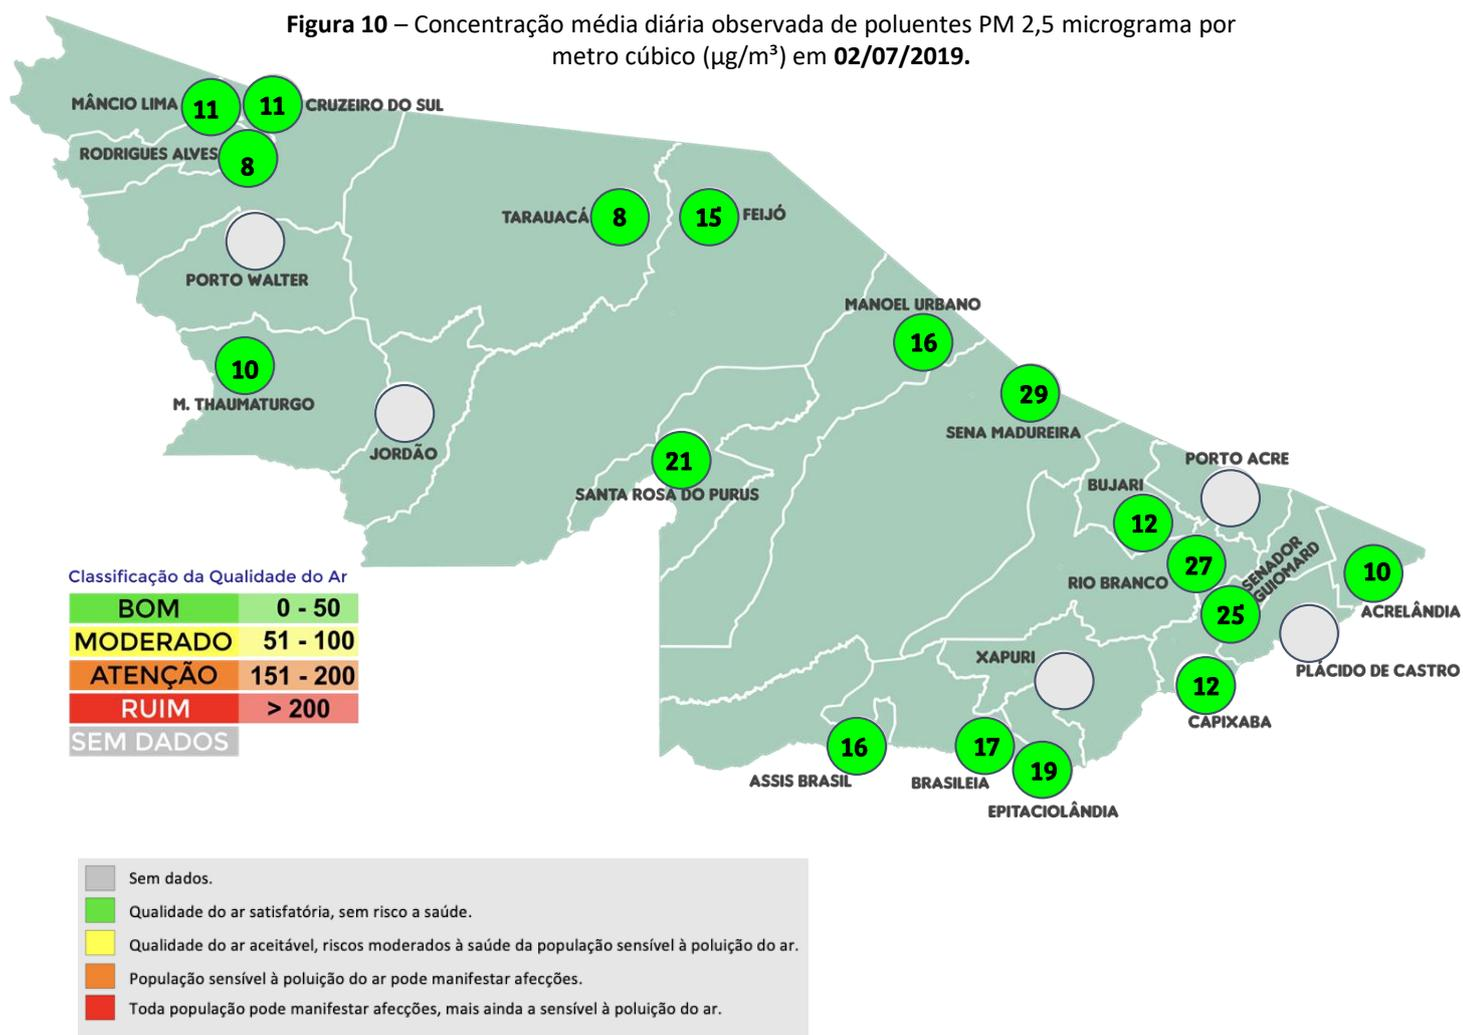 Figura 10 – Concentração média diária observada de poluentes PM 2,5 micrograma por
metro cúbico (µg/m³) em 02/07/2019.
MÂNCIO LIMA 11
11 CRUZEIRO DO SUL
RODRIGUES ALVES 8
TARAUACÁ 8
15 FEIJÓ
PORTO WALTER
MANOEL URBANO
16
10
M. THAUMATURGO
29
SENA MADUREIRA
JORDÃO
21
SANTA ROSA DO PURUS
PORTO ACRE
BUJARI
12
27
RIO BRANCO
SENADOR
GUIOMARD
25
10
ACRELÂNDIA
PLÁCIDO DE CASTRO
XAPURI
12
CAPIXABA
16
ASSIS BRASIL
17
BRASILEIA
19
EPITACIOLÂNDIA
Classificação da Qualidade do Ar
BOM 0 - 50
MODERADO 51 - 100
ATENÇÃO 151 - 200
RUIM > 200
SEM DADOS
Sem dados.
Qualidade do ar satisfatória, sem risco a saúde.
Qualidade do ar aceitável, riscos moderados à saúde da população sensível à poluição do ar.
População sensível à poluição do ar pode manifestar afecções.
Toda população pode manifestar afecções, mais ainda a sensível à poluição do ar.